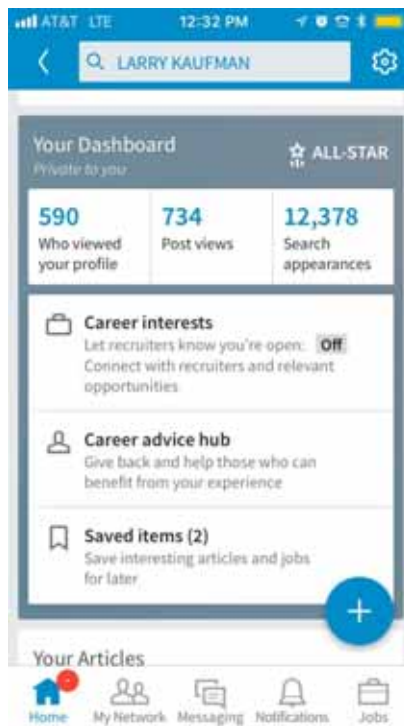 AT&T LTE 12:32 PM
LARRY KAUFMAN
Your Dashboard
Private to you
ALL-STAR
590 734 12,378
Who viewed your profile
Post views
Search appearances
Career interests
Let recruiters know you're open: Off
Connect with recruiters and relevant
opportunities
Career advice hub
Give back and help those who can
benefit from your experience
Saved items (2)
Save interesting articles and jobs
for later
+
Your Articles
Home My Network Messaging Notifications Jobs